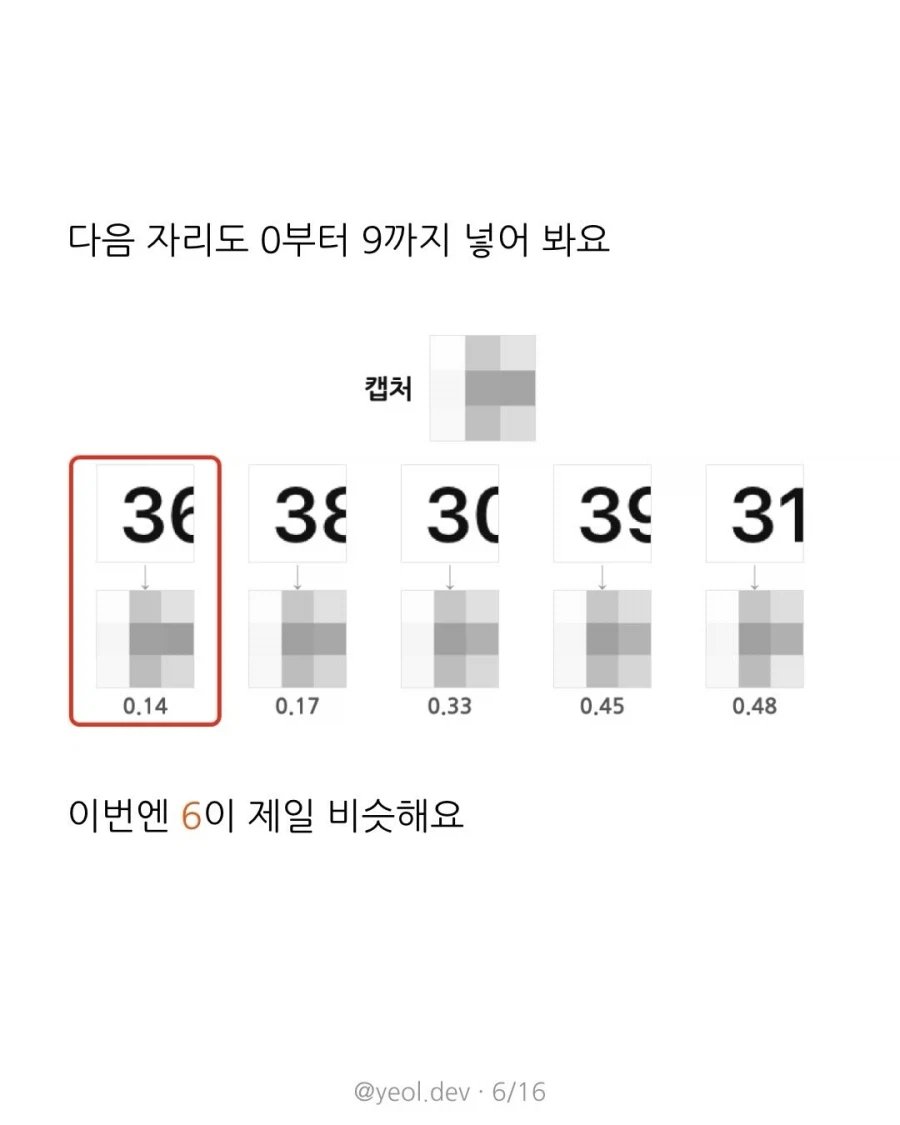 다음 자리도 0부터 9까지 넣어 봐요
캡처
36 38 30 39 31
0.14 0.17 0.33 0.45 0.48
이번엔 6이 제일 비슷해요
@yeol.dev · 6/16